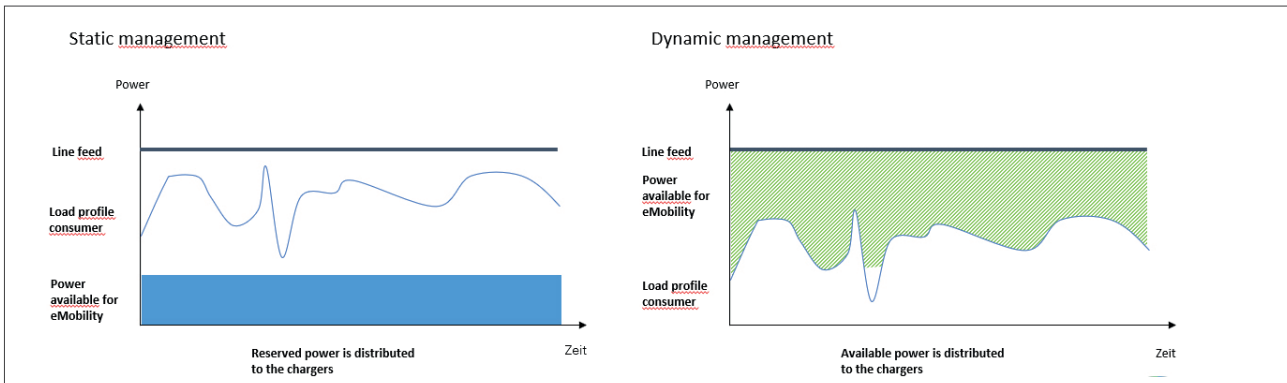 Static management
Power
Line feed
Load profile
consumer
Power
available for
eMobility
Reserved power is distributed
to the chargers
Zeit
Dynamic management
Power
Line feed
Power
available for
eMobility
Load profile
consumer
Available power is distributed
to the chargers
Zeit